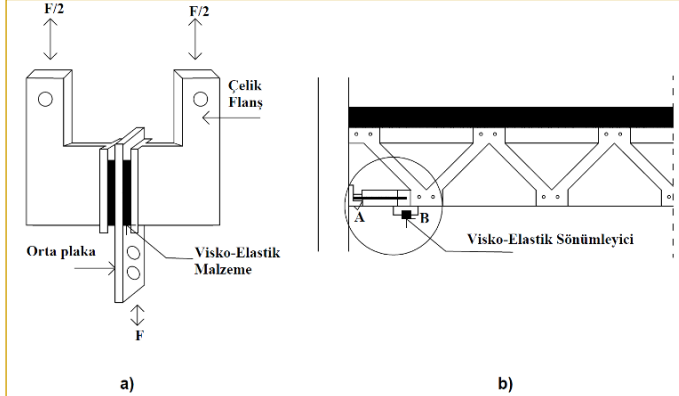 F/2
F/2
Çelik
Flanş
Orta plaka
Visko-Elastik
Malzeme
F
a)
A
B
Visko-Elastik Sönümleyici
b)